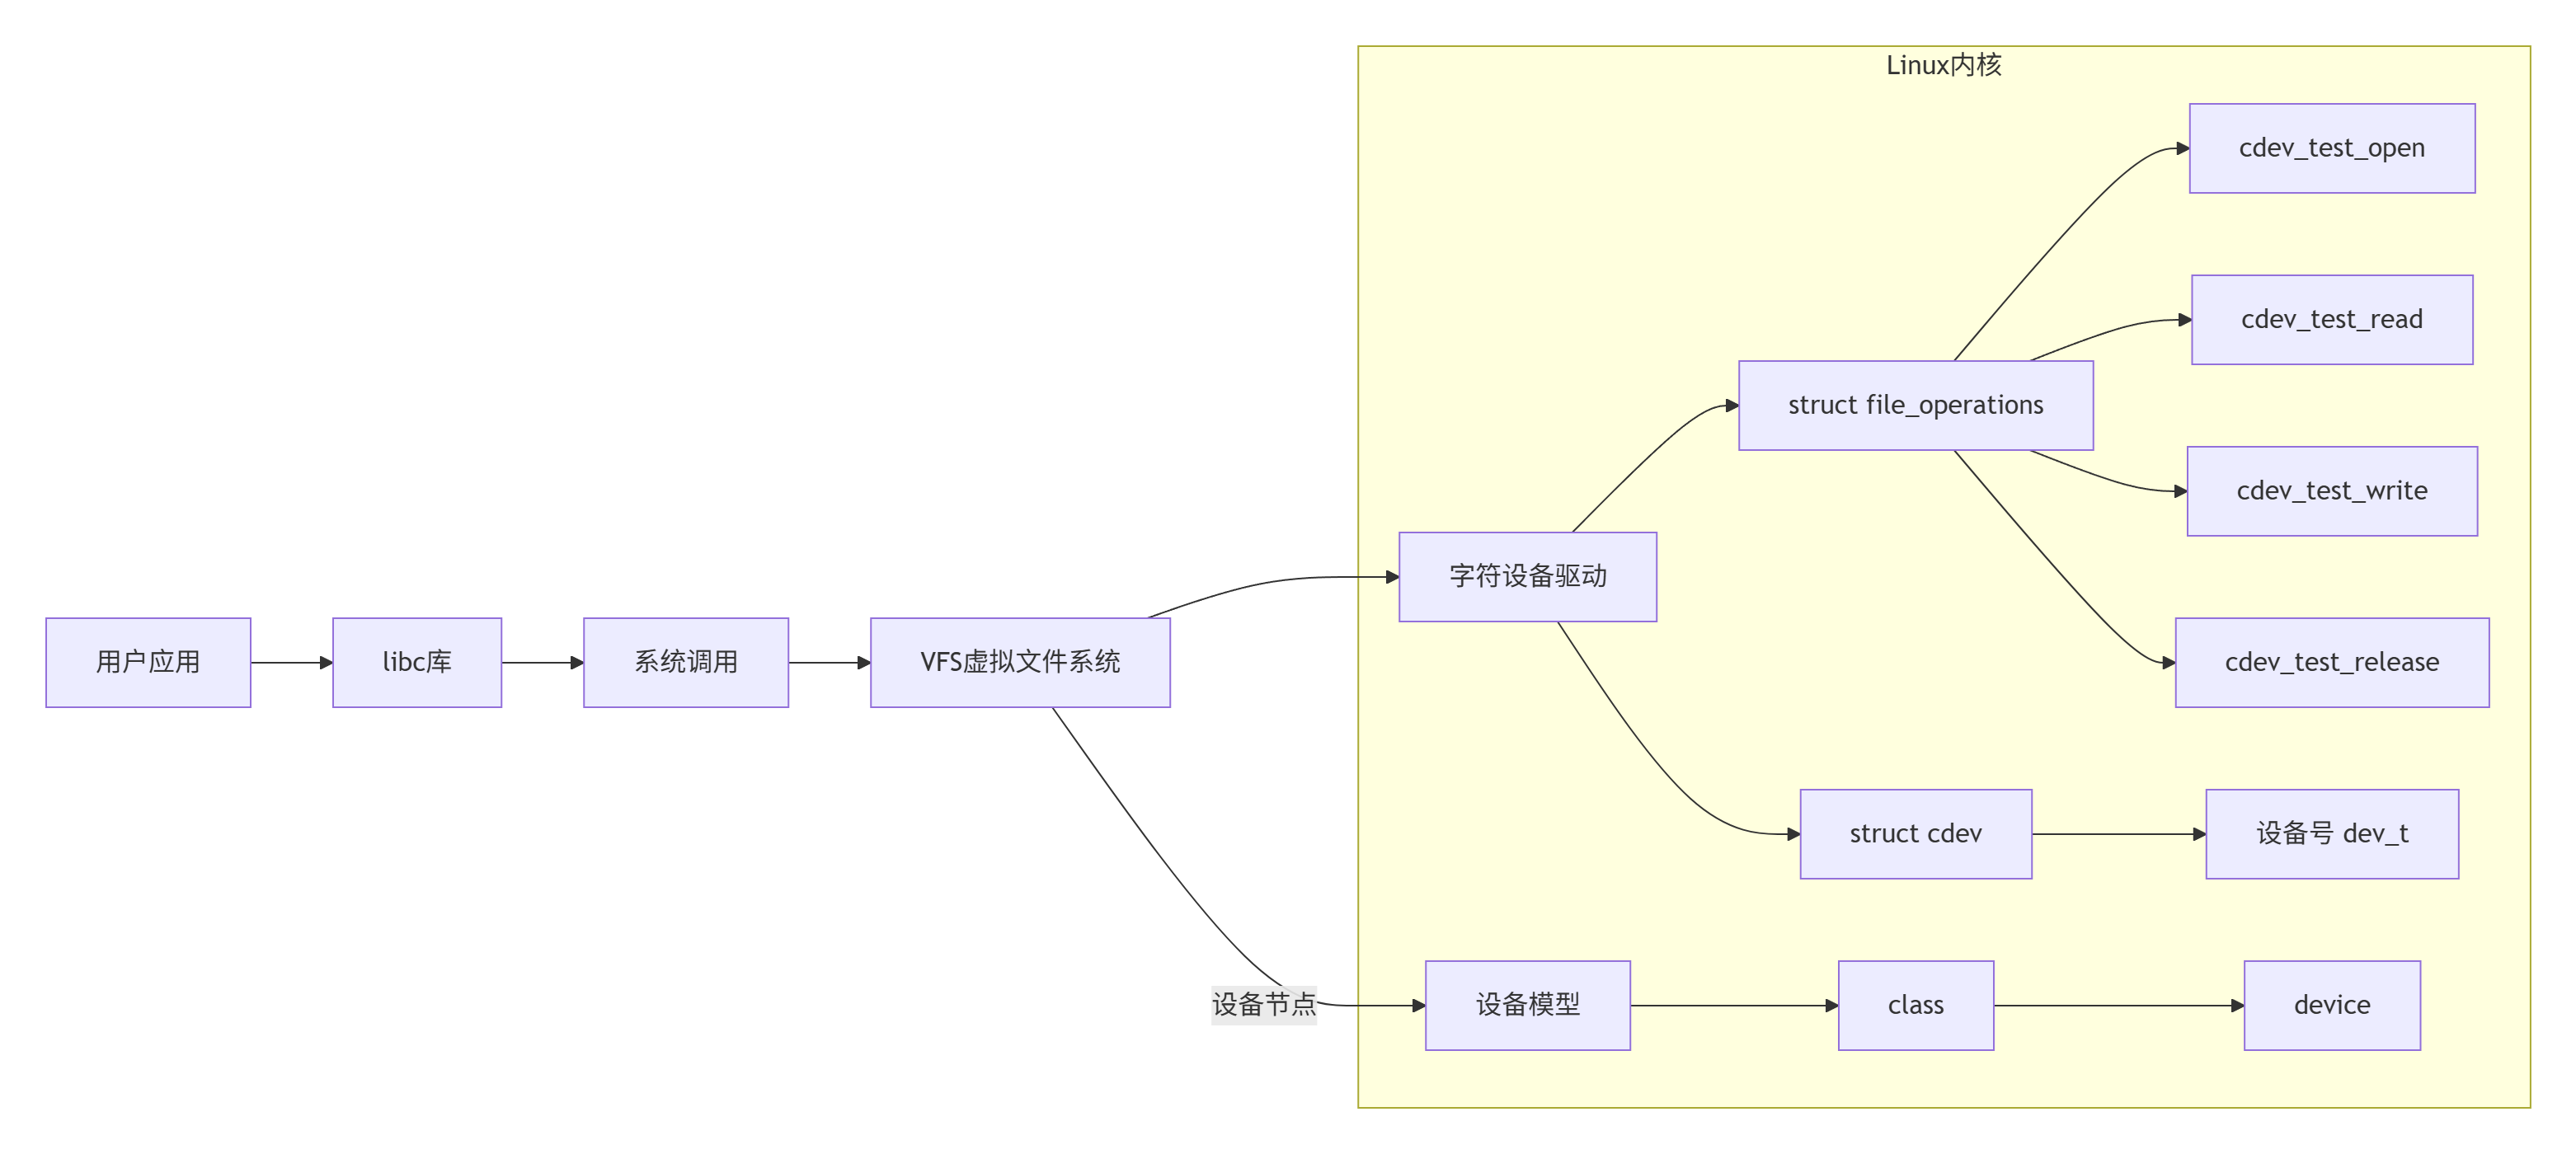 Linux内核
用户应用
libc库
系统调用
VFS虚拟文件系统
设备节点
字符设备驱动
struct file_operations
cdev_test_open
cdev_test_read
cdev_test_write
cdev_test_release
struct cdev
设备号 dev_t
设备模型
class
device